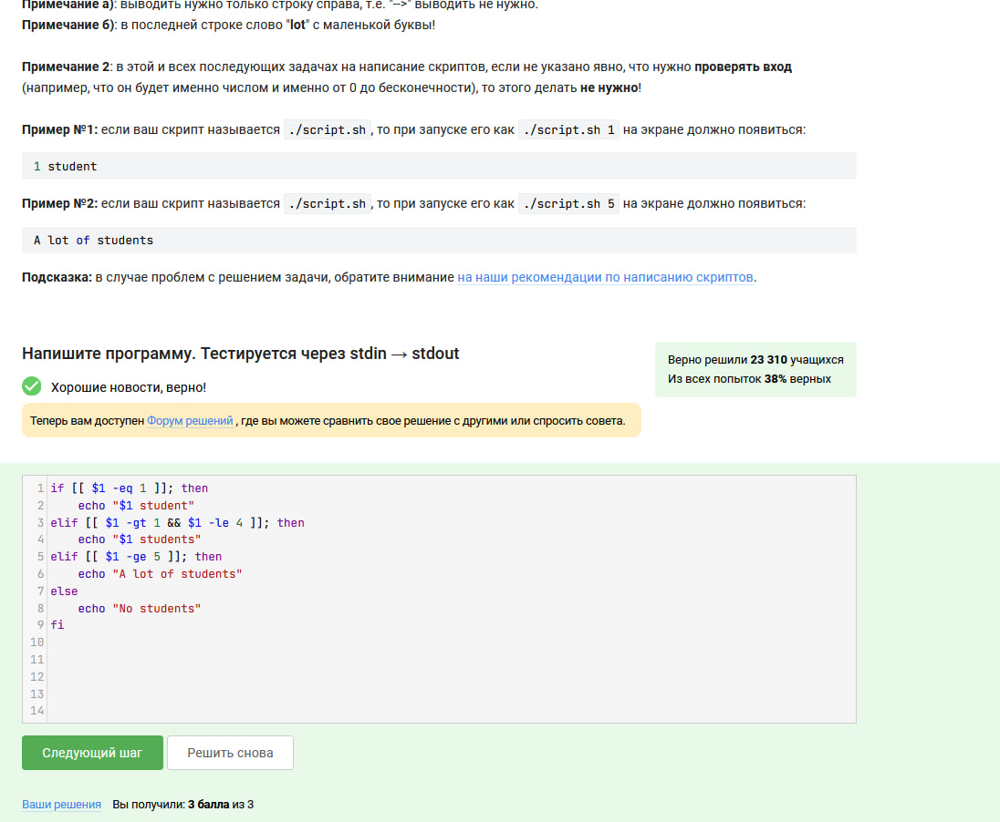 Примечание а): выводить нужно только строку справа, т.е. "-->" выводить не нужно.
Примечание б): в последней строке слово "lot" с маленькой буквы!
Примечание 2: в этой и всех последующих задачах на написание скриптов, если не указано явно, что нужно проверять вход
(например, что он будет именно числом и именно от 0 до бесконечности), то этого делать не нужно!
Пример №1: если ваш скрипт называется ./script.sh , то при запуске его как ./script.sh 1 на экране должно появиться:
1 student
Пример №2: если ваш скрипт называется ./script.sh , то при запуске его как ./script.sh 5 на экране должно появиться:
A lot of students
Подсказка: в случае проблем с решением задачи, обратите внимание на наши рекомендации по написанию скриптов.
Напишите программу. Тестируется через stdin → stdout
Верно решили 23 310 учащихся
Из всех попыток 38% верных
Хорошие новости, верно!
Теперь вам доступен Форум решений , где вы можете сравнить свое решение с другими или спросить совета.
1 if [[ $1 -eq 1 ]]; then
2     echo "$1 student"
3 elif [[ $1 -gt 1 && $1 -le 4 ]]; then
4     echo "$1 students"
5 elif [[ $1 -ge 5 ]]; then
6     echo "A lot of students"
7 else
8     echo "No students"
9 fi
10
11
12
13
14
Следующий шаг Решить снова
Ваши решения Вы получили: 3 балла из 3